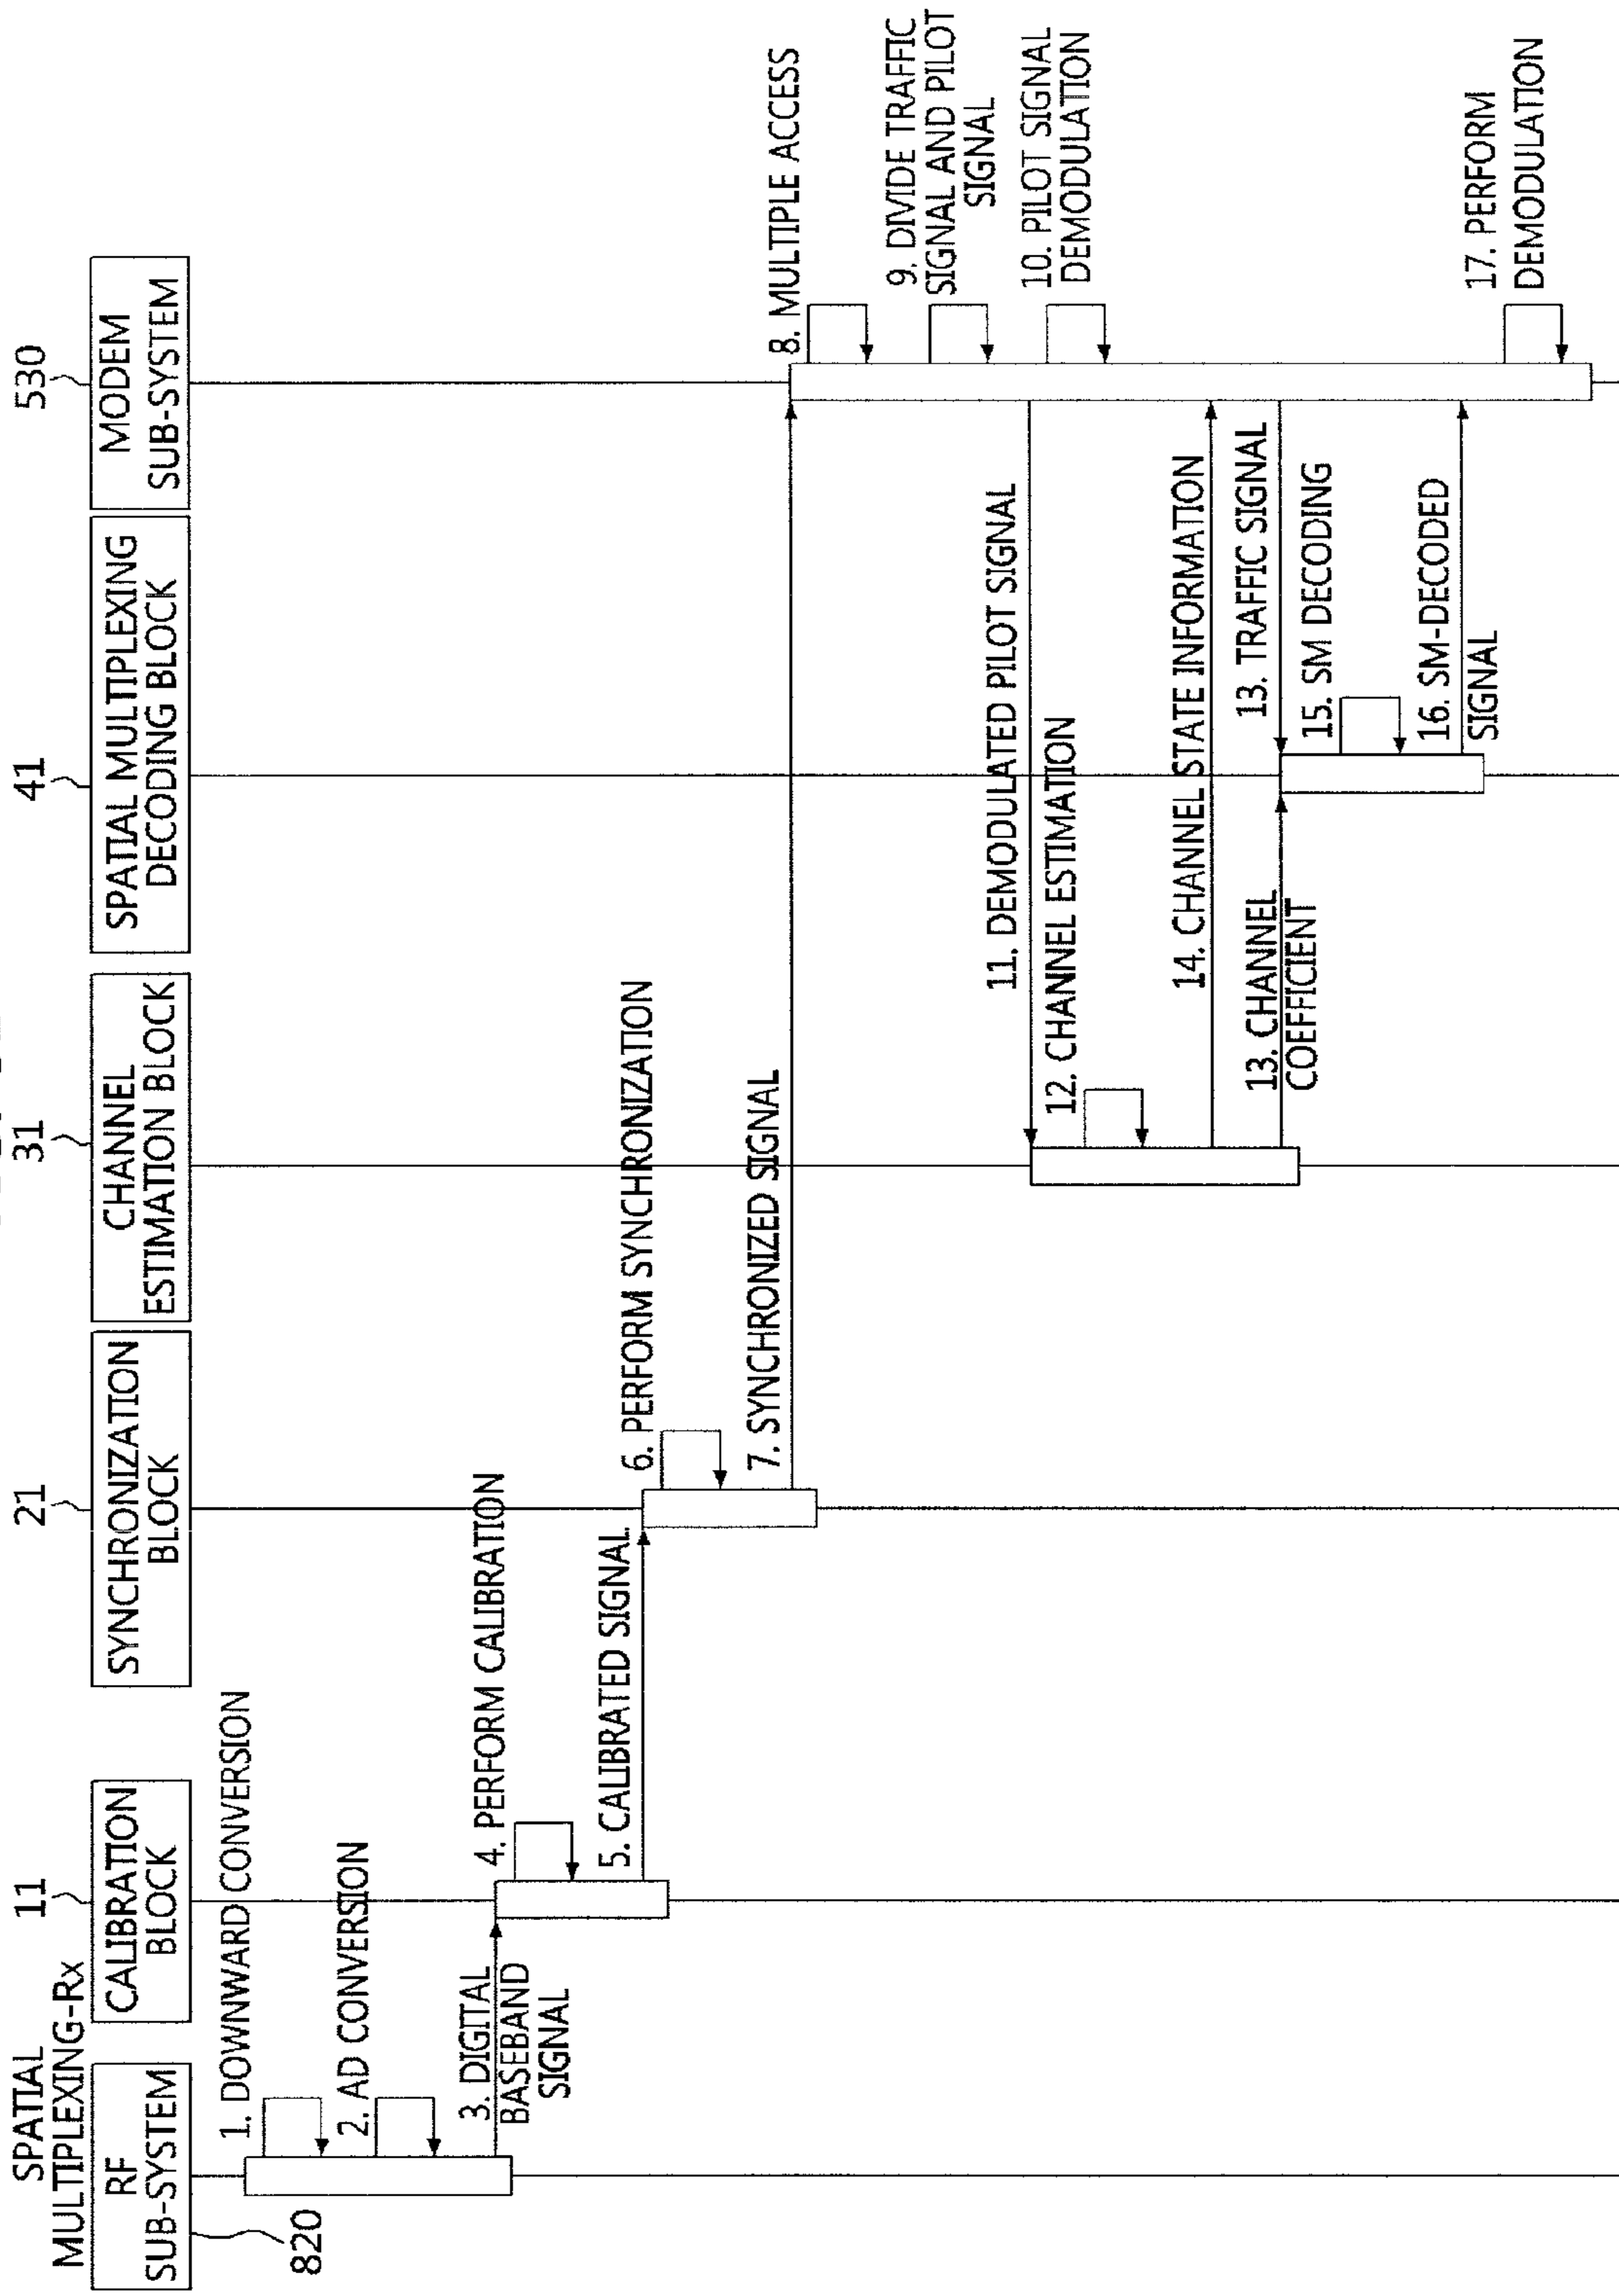 SPATIAL
MULTIPLEXING-Rx
RF
SUB-SYSTEM
820
11
CALIBRATION
BLOCK
21
SYNCHRONIZATION
BLOCK
31
CHANNEL
ESTIMATION BLOCK
41
SPATIAL MULTIPLEXING
DECODING BLOCK
530
MODEM
SUB-SYSTEM
1. DOWNWARD CONVERSION
2. AD CONVERSION
3. DIGITAL
BASEBAND
SIGNAL
4. PERFORM CALIBRATION
5. CALIBRATED SIGNAL
6. PERFORM SYNCHRONIZATION
7. SYNCHRONIZED SIGNAL
8. MULTIPLE ACCESS
9. DIVIDE TRAFFIC
SIGNAL AND PILOT
SIGNAL
10. PILOT SIGNAL
DEMODULATION
11. DEMODULATED PILOT SIGNAL
12. CHANNEL ESTIMATION
14. CHANNEL STATE INFORMATION
13. CHANNEL
COEFFICIENT
13. TRAFFIC SIGNAL
15. SM DECODING
16. SM-DECODED
SIGNAL
17. PERFORM
DEMODULATION